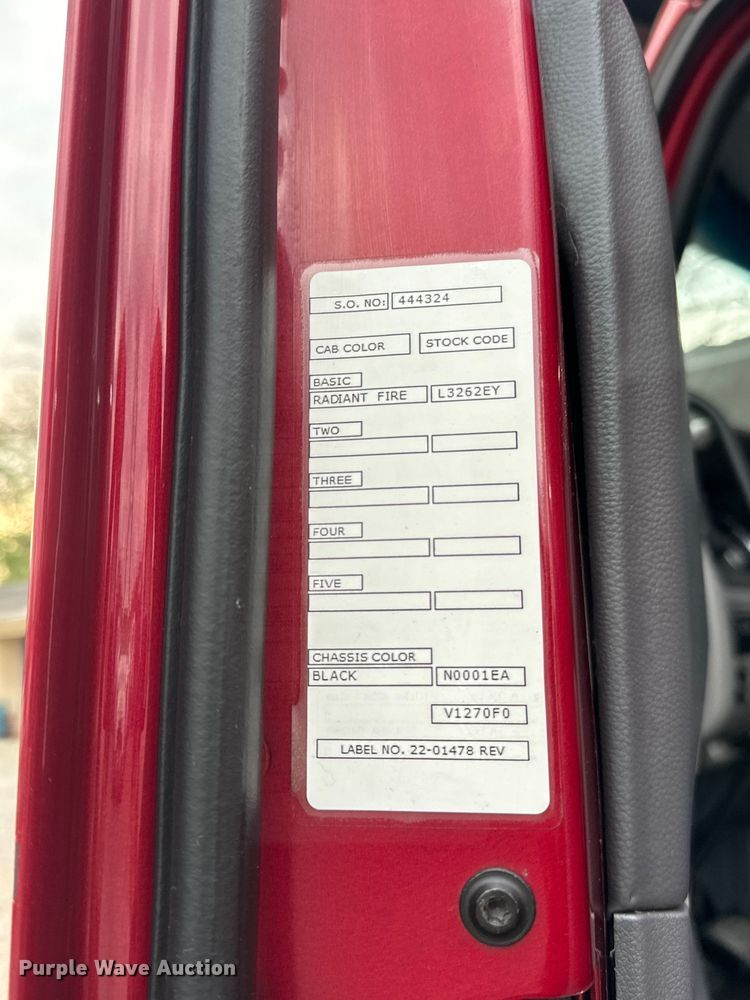 S.O. NO: 444324
CAB COLOR STOCK CODE
BASIC
RADIANT FIRE L3262EY
TWO
THREE
FOUR
FIVE
CHASSIS COLOR
BLACK N0001EA
V1270F0
LABEL NO. 22-01478 REV
Purple Wave Auction